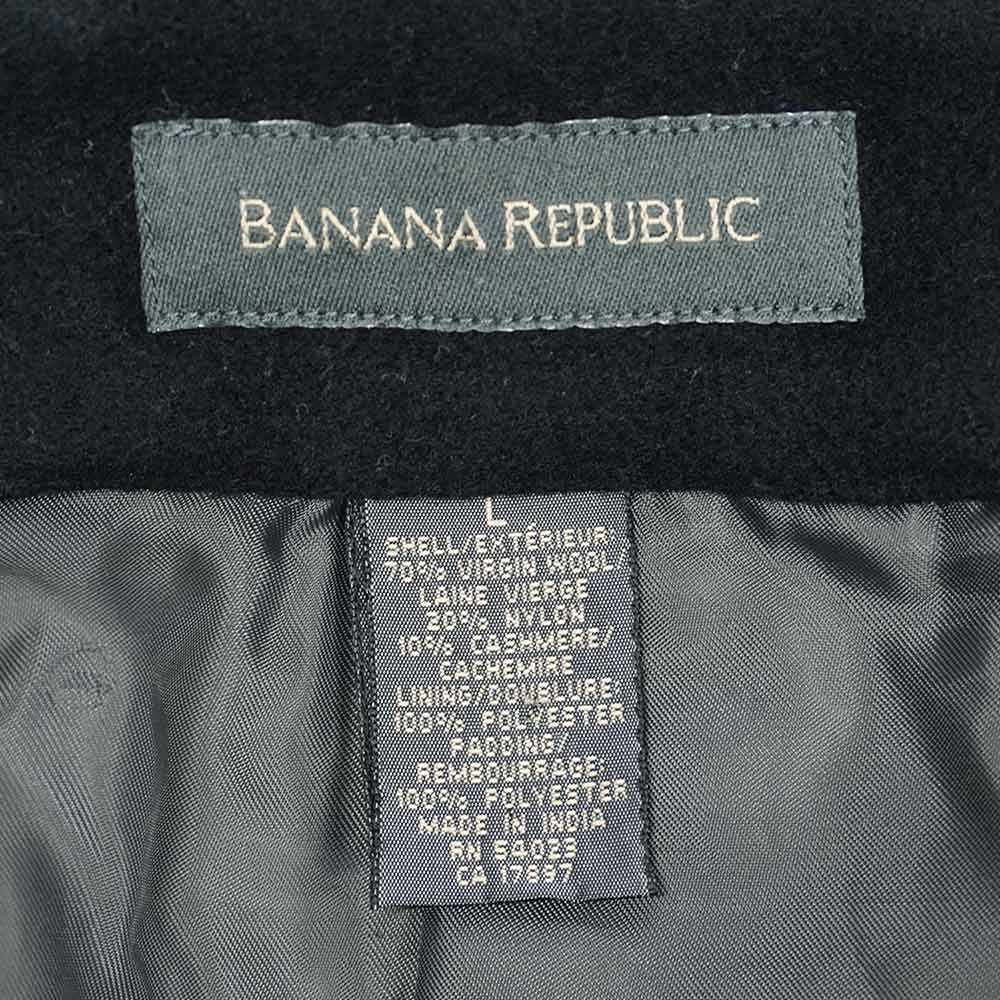 BANANA REPUBLIC
L
SHELL/EXTÉRIEUR
70% VIRGIN WOOL/
LAINE VIERGE
20% NYLON
10% CASHMERE/
CACHEMIRE
LINING/DOUBLURE
100% POLYESTER
PADDING/
REMBOURRAGE
100% POLYESTER
MADE IN INDIA
RN 54023
CA 17897